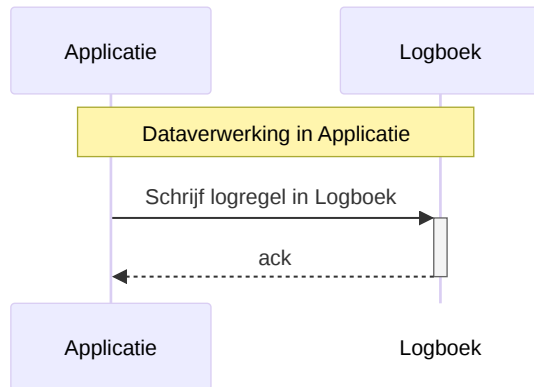 Applicatie
Logboek
Dataverwerking in Applicatie
Schrijf logregel in Logboek
ack
Applicatie
Logboek